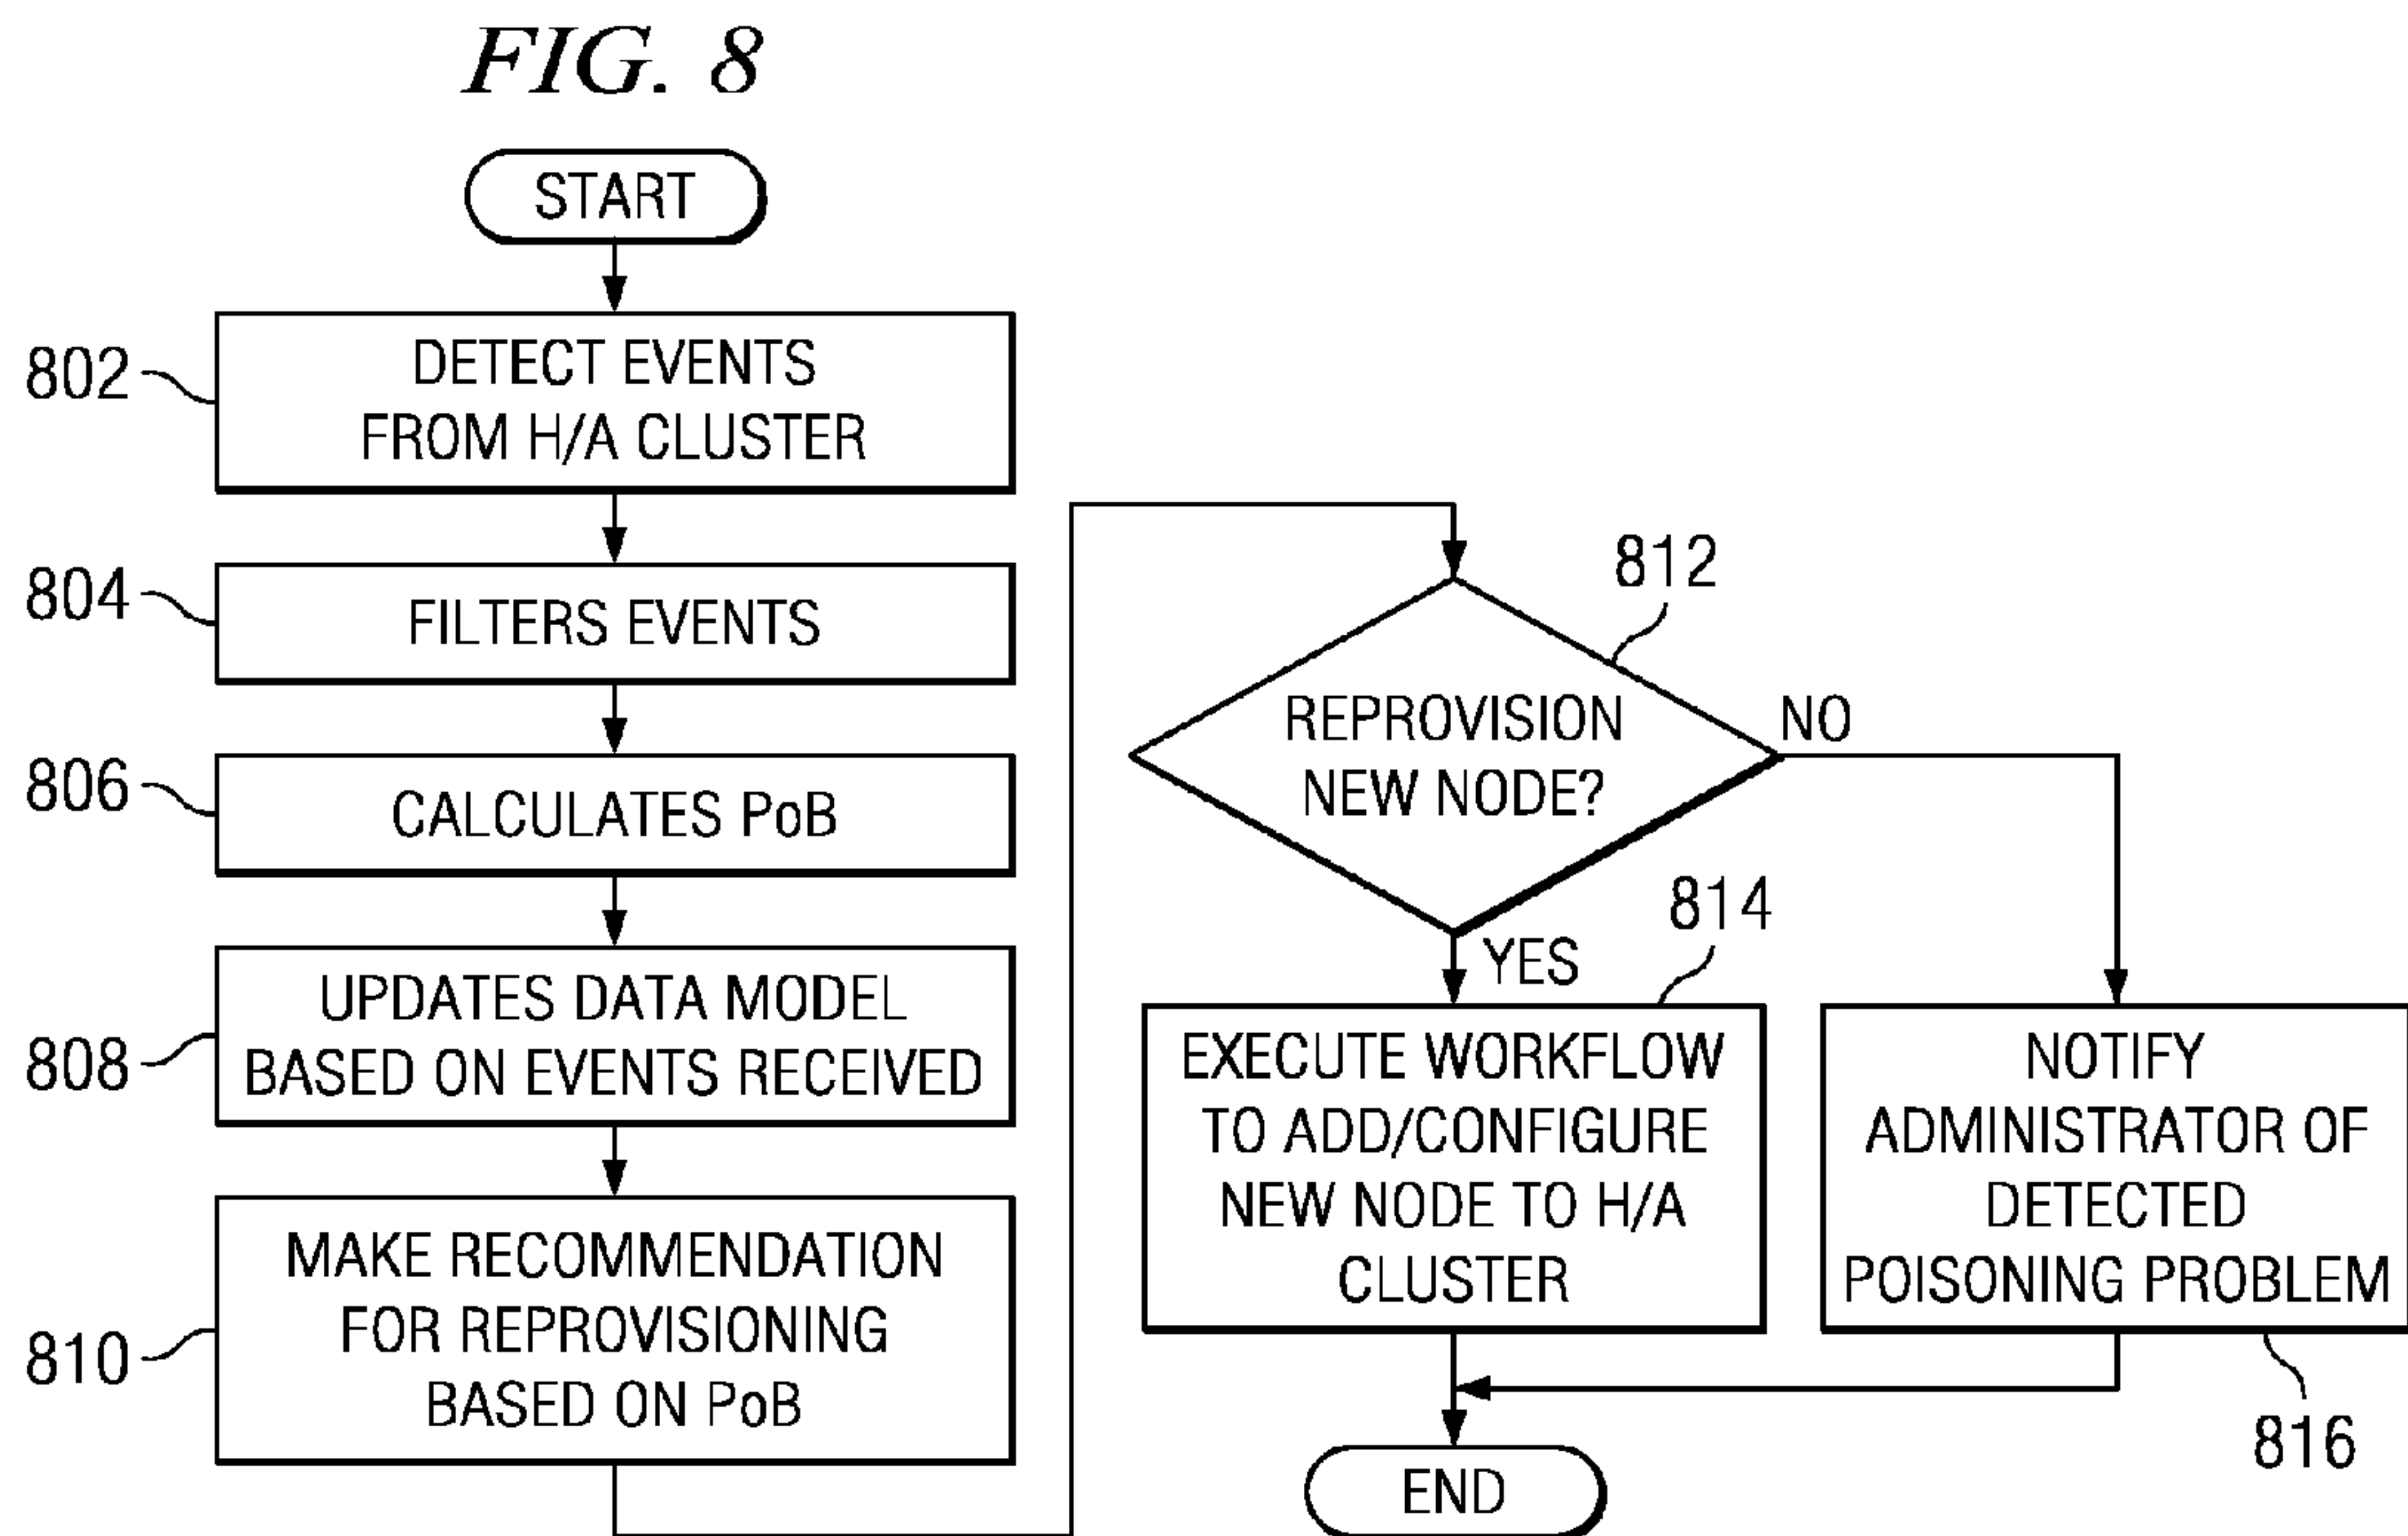 FIG. 8
START
802
DETECT EVENTS
FROM H/A CLUSTER
804
FILTERS EVENTS
806
CALCULATES PoB
808
UPDATES DATA MODEL
BASED ON EVENTS RECEIVED
810
MAKE RECOMMENDATION
FOR REPROVISIONING
BASED ON PoB
812
REPROVISION
NEW NODE?
NO
YES
814
EXECUTE WORKFLOW
TO ADD/CONFIGURE
NEW NODE TO H/A
CLUSTER
NOTIFY
ADMINISTRATOR OF
DETECTED
POISONING PROBLEM
816
END